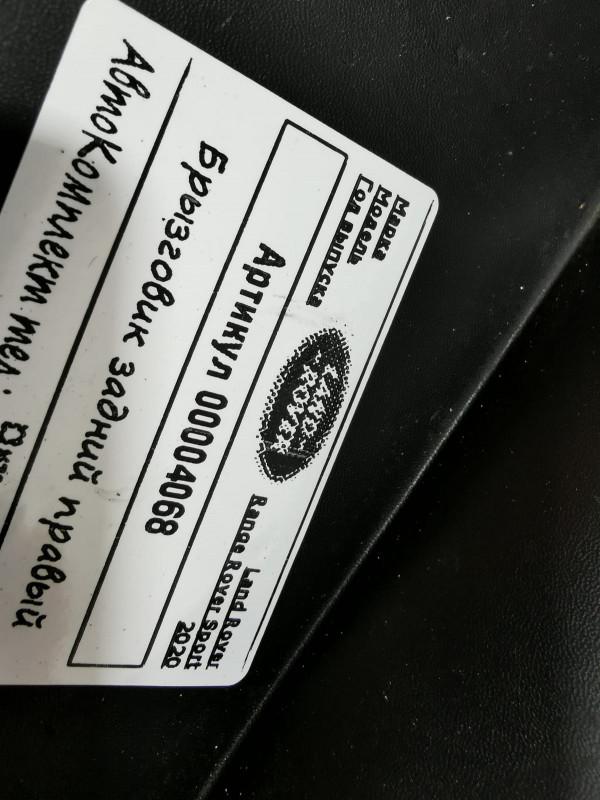 Марка Land Rover
Модель Range Rover Sport
Год выпуска 2020
Артикул 00004068
Брызговик задний правый
АвтоКомплект тел.